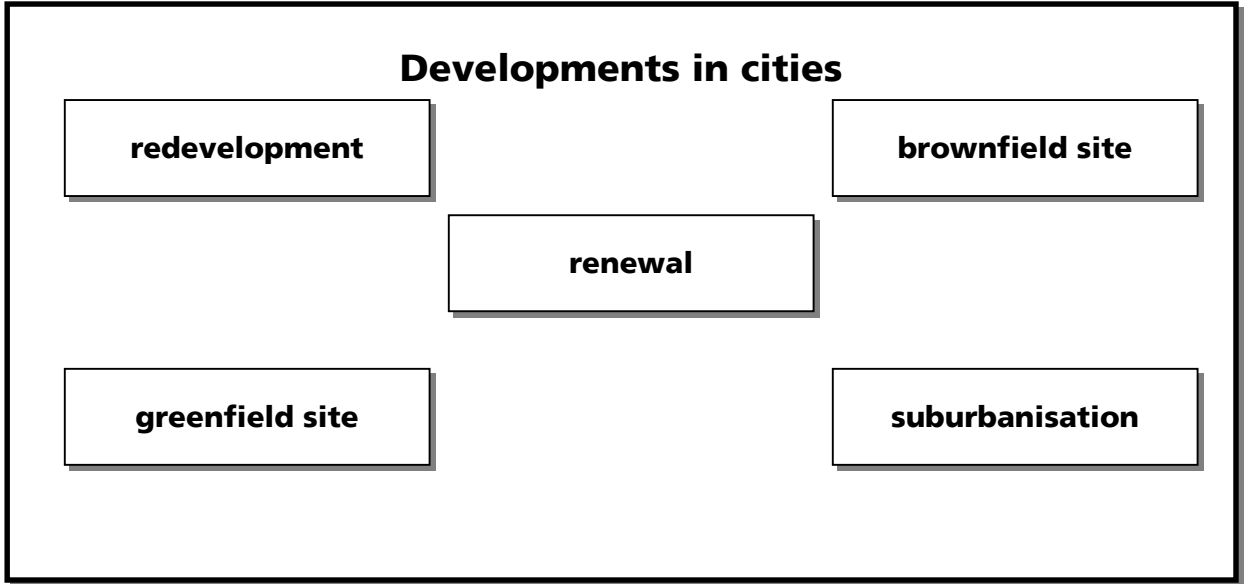 Developments in cities
redevelopment
brownfield site
renewal
greenfield site
suburbanisation